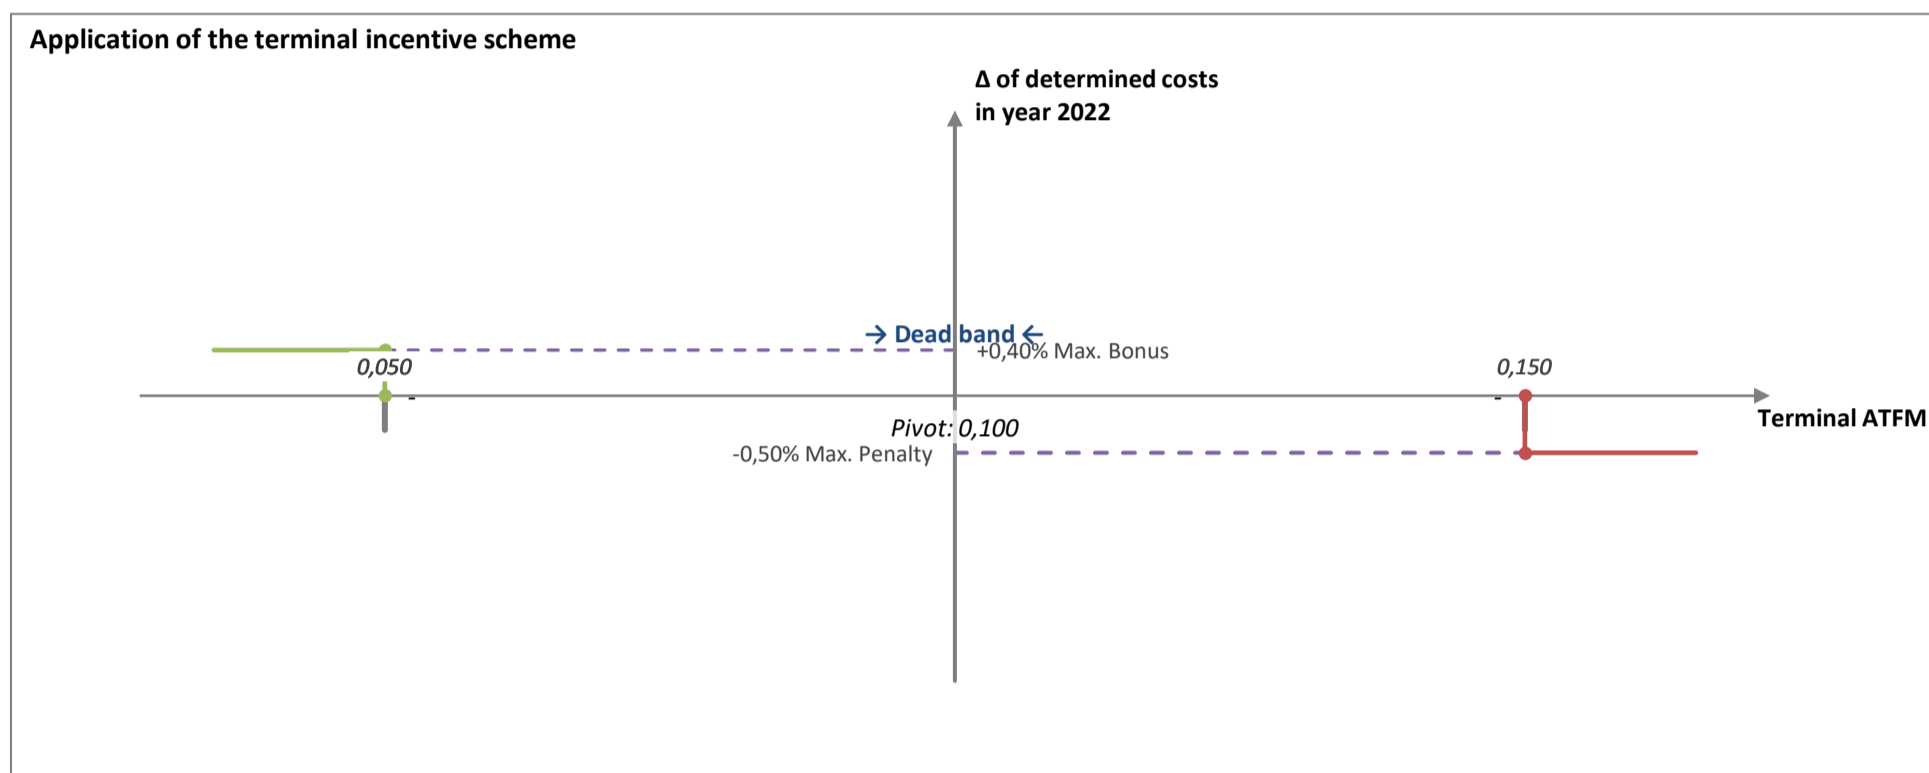 Application of the terminal incentive scheme
Δ of determined costs
in year 2022
→ Dead band ←
+0,40% Max. Bonus
0,050
0,150
-
-
Terminal ATFM
Pivot: 0,100
-0,50% Max. Penalty